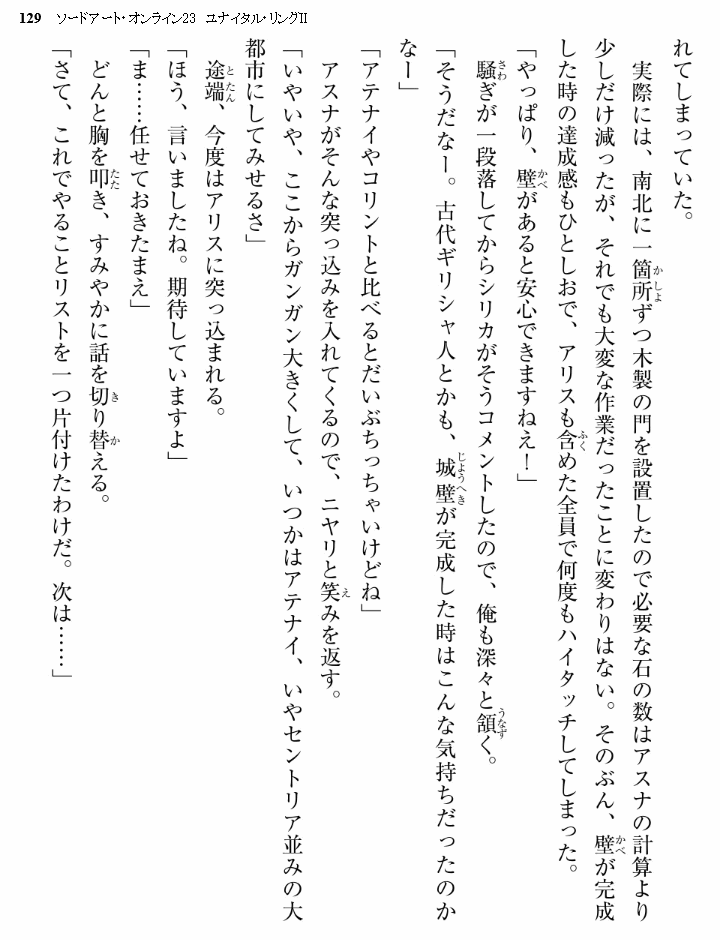 129 ソードアート・オンライン23 ユナイタル・リングII
れてしまっていた。
実際には、南北に一箇所ずつ木製の門を設置したので必要な石の数はアスナの計算より
少しだけ減ったが、それでも大変な作業だったことに変わりはない。そのぶん、壁が完成
した時の達成感もひとしおで、アリスも含めた全員で何度もハイタッチしてしまった。
「やっぱり、壁があると安心できますねえ！」
騒ぎが一段落してからシリカがそうコメントしたので、俺も深々と頷く。
「そうだなー。古代ギリシャ人とかも、城壁が完成した時はこんな気持ちだったのか
なー」
「アテナイやコリントと比べるとだいぶちっちゃいけどね」
アスナがそんな突っ込みを入れてくるので、ニヤリと笑みを返す。
「いやいや、ここからガンガン大きくして、いつかはアテナイ、いやセントリア並みの大
都市にしてみせるさ」
途端、今度はアリスに突っ込まれる。
「ほう、言いましたね。期待していますよ」
「ま……任せておきたまえ」
どんと胸を叩き、すみやかに話を切り替える。
「さて、これでやることリストを一つ片付けたわけだ。次は……」